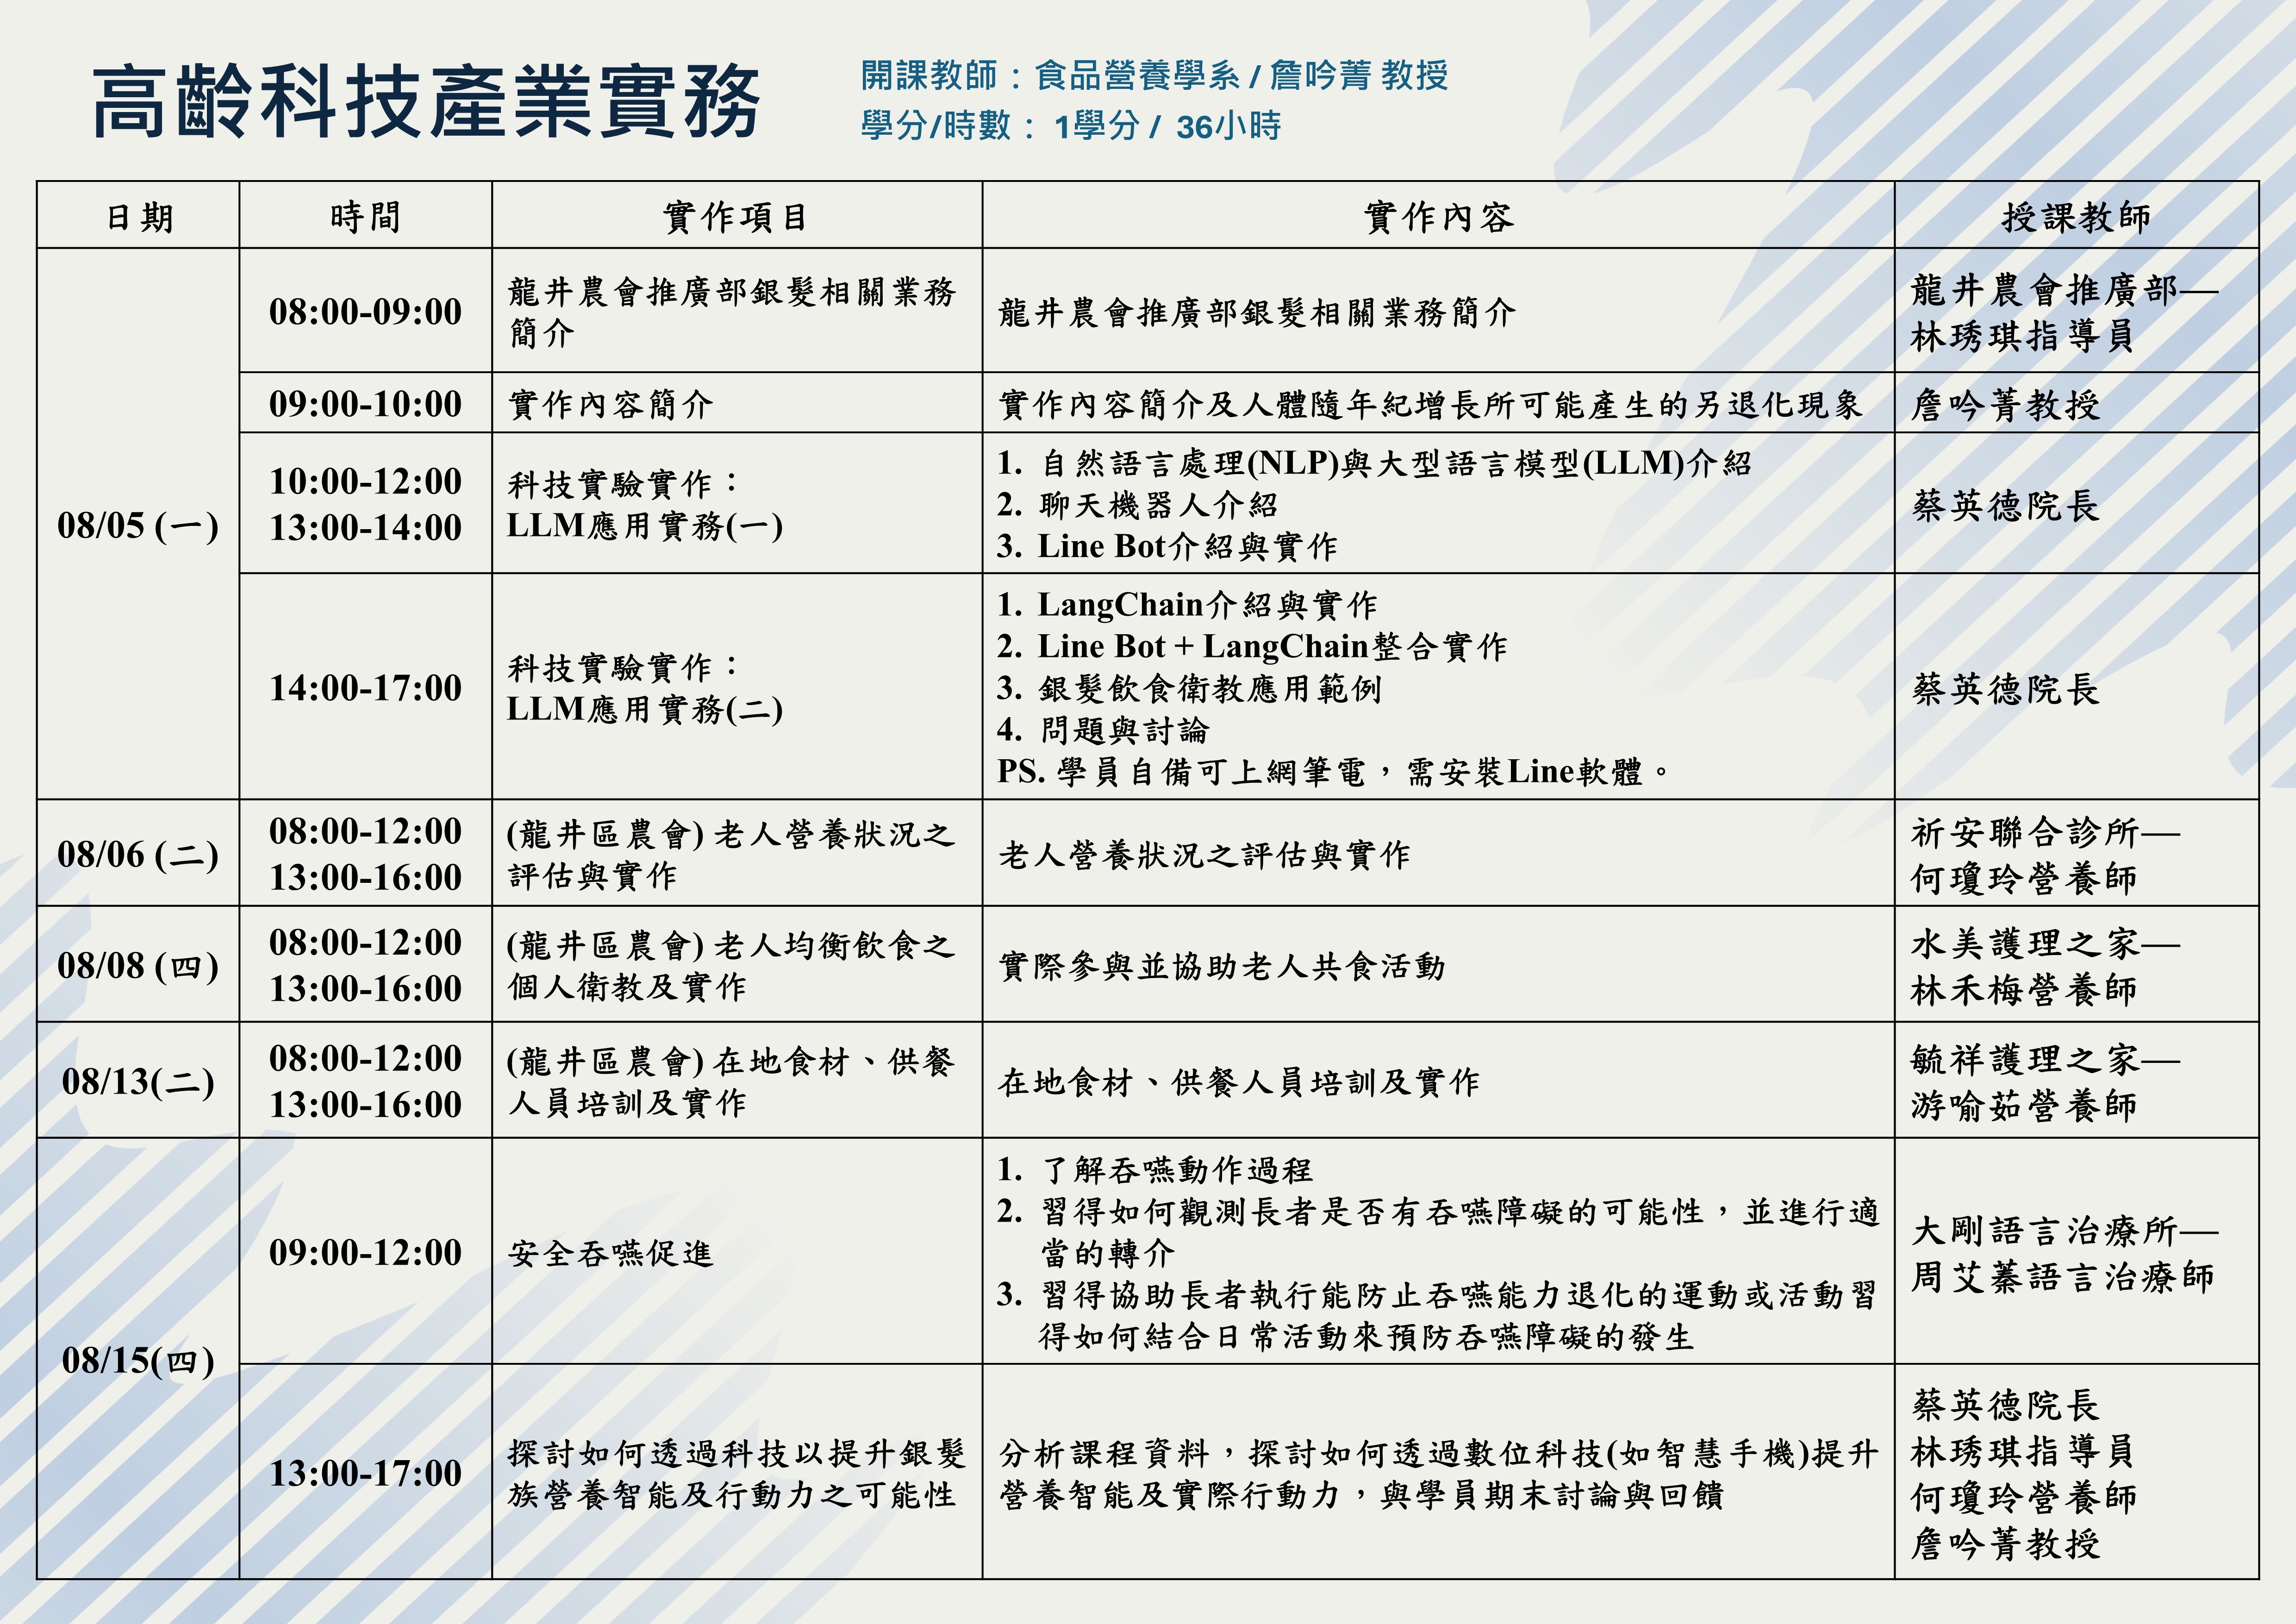 高齡科技產業實務
開課教師：食品營養學系 / 詹吟菁 教授
學分/時數： 1學分 / 36小時
日期 時間 實作項目 實作內容 授課教師
08/05 (一)
08:00-09:00
龍井農會推廣部銀髮相關業務
簡介
龍井農會推廣部銀髮相關業務簡介
龍井農會推廣部—
林琇琪指導員
09:00-10:00
實作內容簡介
實作內容簡介及人體隨年紀增長所可能產生的另退化現象
詹吟菁教授
10:00-12:00
13:00-14:00
科技實驗實作：
LLM應用實務(一)
1. 自然語言處理(NLP)與大型語言模型(LLM)介紹
2. 聊天機器人介紹
3. Line Bot介紹與實作
蔡英德院長
14:00-17:00
科技實驗實作：
LLM應用實務(二)
1. LangChain介紹與實作
2. Line Bot + LangChain整合實作
3. 銀髮飲食衛教應用範例
4. 問題與討論
PS. 學員自備可上網筆電，需安裝Line軟體。
蔡英德院長
08/06 (二)
08:00-12:00
13:00-16:00
(龍井區農會) 老人營養狀況之
評估與實作
老人營養狀況之評估與實作
祈安聯合診所—
何瓊玲營養師
08/08 (四)
08:00-12:00
13:00-16:00
(龍井區農會) 老人均衡飲食之
個人衛教及實作
實際參與並協助老人共食活動
水美護理之家—
林禾梅營養師
08/13(二)
08:00-12:00
13:00-16:00
(龍井區農會) 在地食材、供餐
人員培訓及實作
在地食材、供餐人員培訓及實作
毓祥護理之家—
游喻茹營養師
08/15(四)
09:00-12:00
安全吞嚥促進
1. 了解吞嚥動作過程
2. 習得如何觀測長者是否有吞嚥障礙的可能性，並進行適
當的轉介
3. 習得協助長者執行能防止吞嚥能力退化的運動或活動習
得如何結合日常活動來預防吞嚥障礙的發生
大剛語言治療所—
周艾蓁語言治療師
13:00-17:00
探討如何透過科技以提升銀髮
族營養智能及行動力之可能性
分析課程資料，探討如何透過數位科技(如智慧手機)提升
營養智能及實際行動力，與學員期末討論與回饋
蔡英德院長
林琇琪指導員
何瓊玲營養師
詹吟菁教授